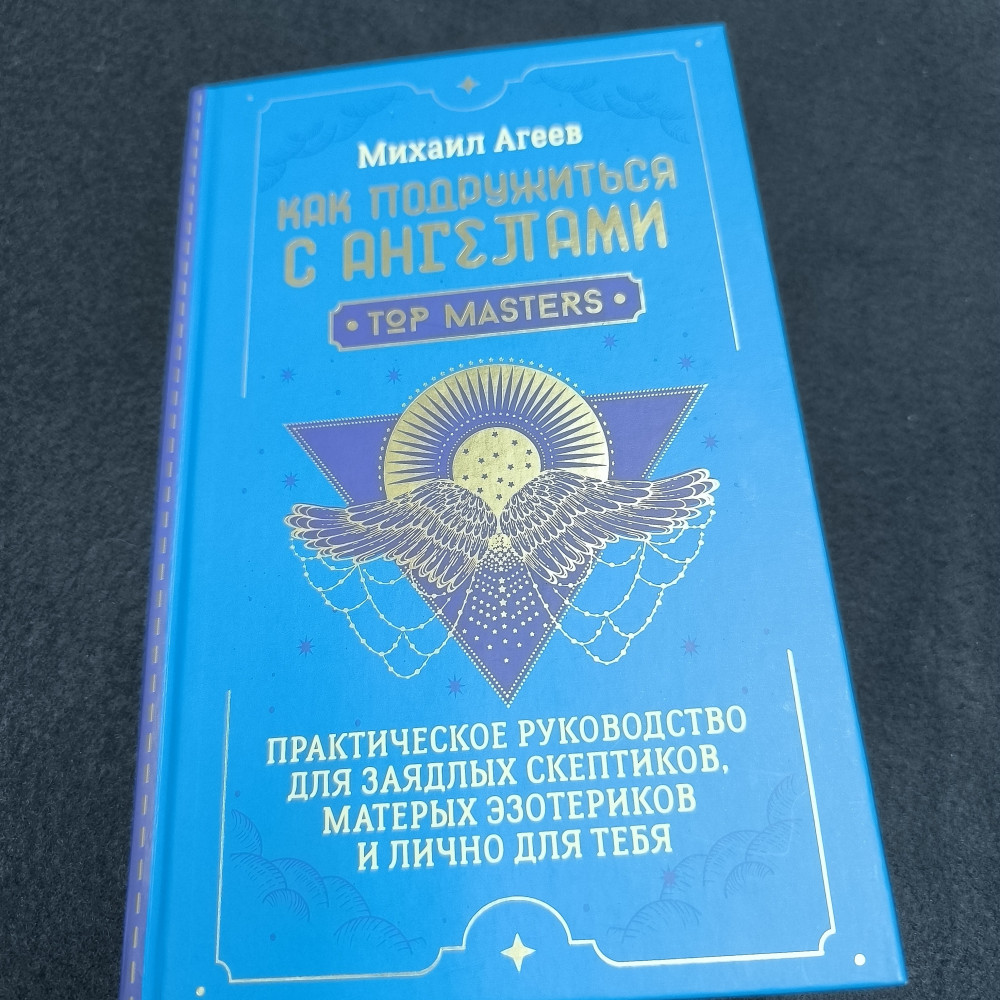 Михаил Агеев
КАК ПОДРУЖИТЬСЯ
С АНГЕЛАМИ
• TOP MASTERS •
ПРАКТИЧЕСКОЕ РУКОВОДСТВО
ДЛЯ ЗАЯДЛЫХ СКЕПТИКОВ,
МАТЕРЫХ ЭЗОТЕРИКОВ
И ЛИЧНО ДЛЯ ТЕБЯ